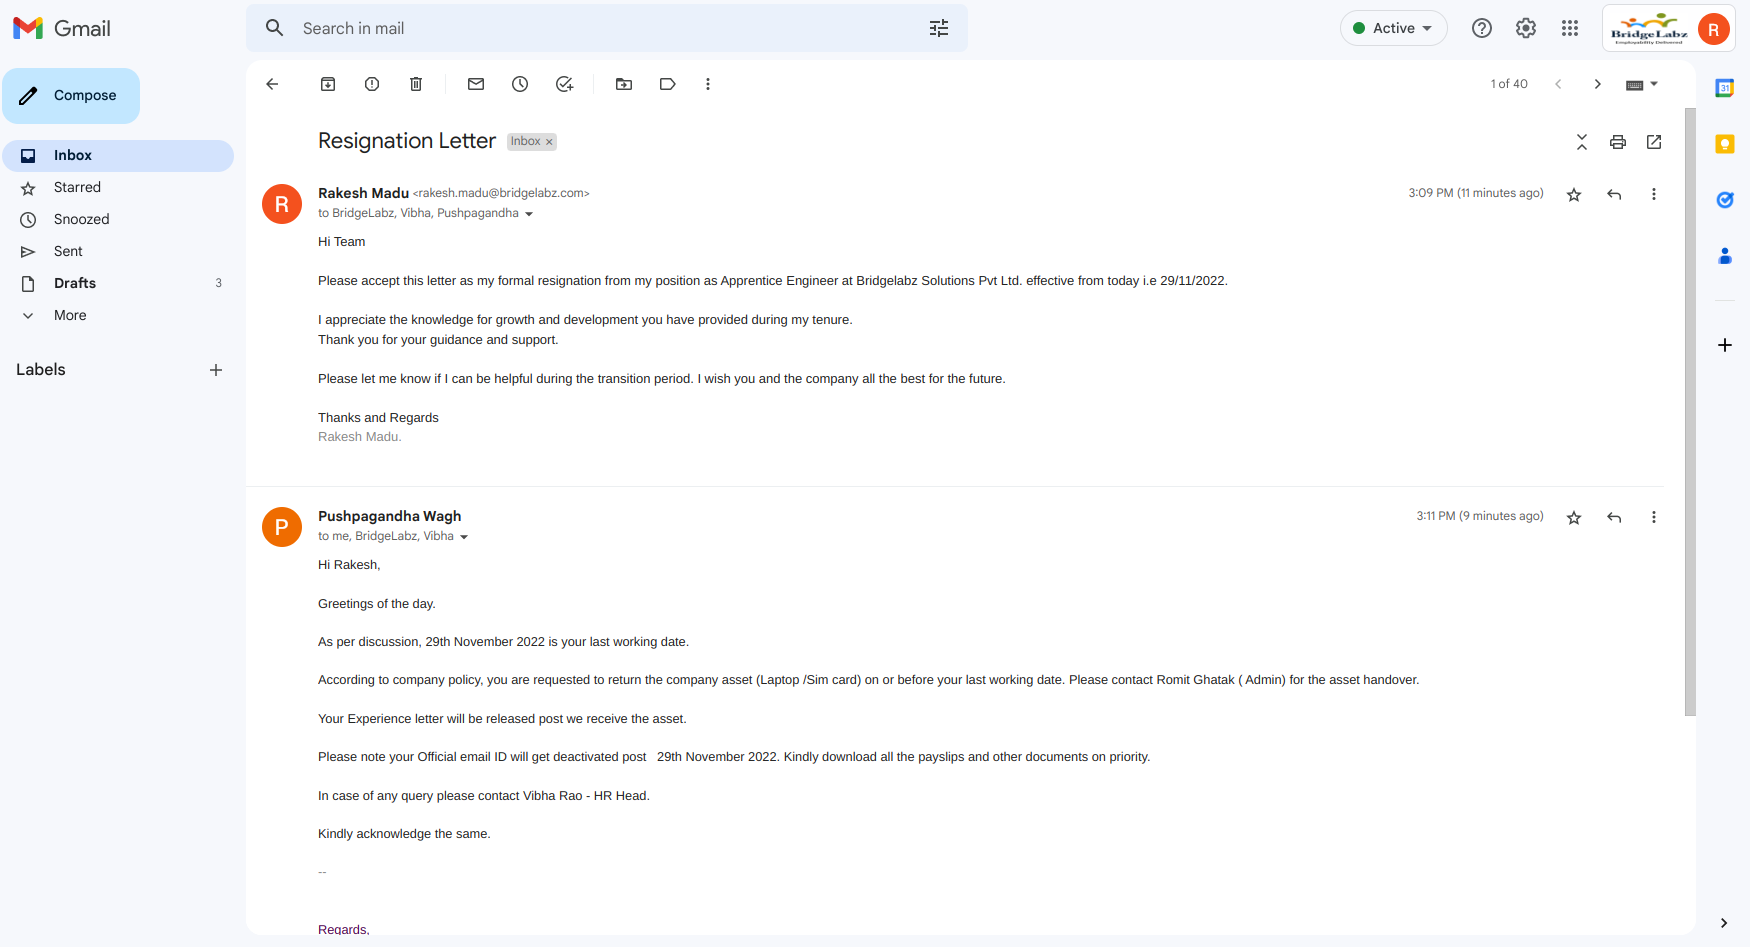 Gmail
Search in mail
Active
BridgeLabz
Employability Delivered
R
Compose
1 of 40
31
Inbox
Starred
Snoozed
Sent
Drafts 3
More
Labels
Resignation Letter Inbox ×
R
Rakesh Madu <rakesh.madu@bridgelabz.com> 3:09 PM (11 minutes ago)
to BridgeLabz, Vibha, Pushpagandha
Hi Team
Please accept this letter as my formal resignation from my position as Apprentice Engineer at Bridgelabz Solutions Pvt Ltd. effective from today i.e 29/11/2022.
I appreciate the knowledge for growth and development you have provided during my tenure.
Thank you for your guidance and support.
Please let me know if I can be helpful during the transition period. I wish you and the company all the best for the future.
Thanks and Regards
Rakesh Madu.
P
Pushpagandha Wagh 3:11 PM (9 minutes ago)
to me, BridgeLabz, Vibha
Hi Rakesh,
Greetings of the day.
As per discussion, 29th November 2022 is your last working date.
According to company policy, you are requested to return the company asset (Laptop /Sim card) on or before your last working date. Please contact Romit Ghatak ( Admin) for the asset handover.
Your Experience letter will be released post we receive the asset.
Please note your Official email ID will get deactivated post   29th November 2022. Kindly download all the payslips and other documents on priority.
In case of any query please contact Vibha Rao - HR Head.
Kindly acknowledge the same.
--
Regards,